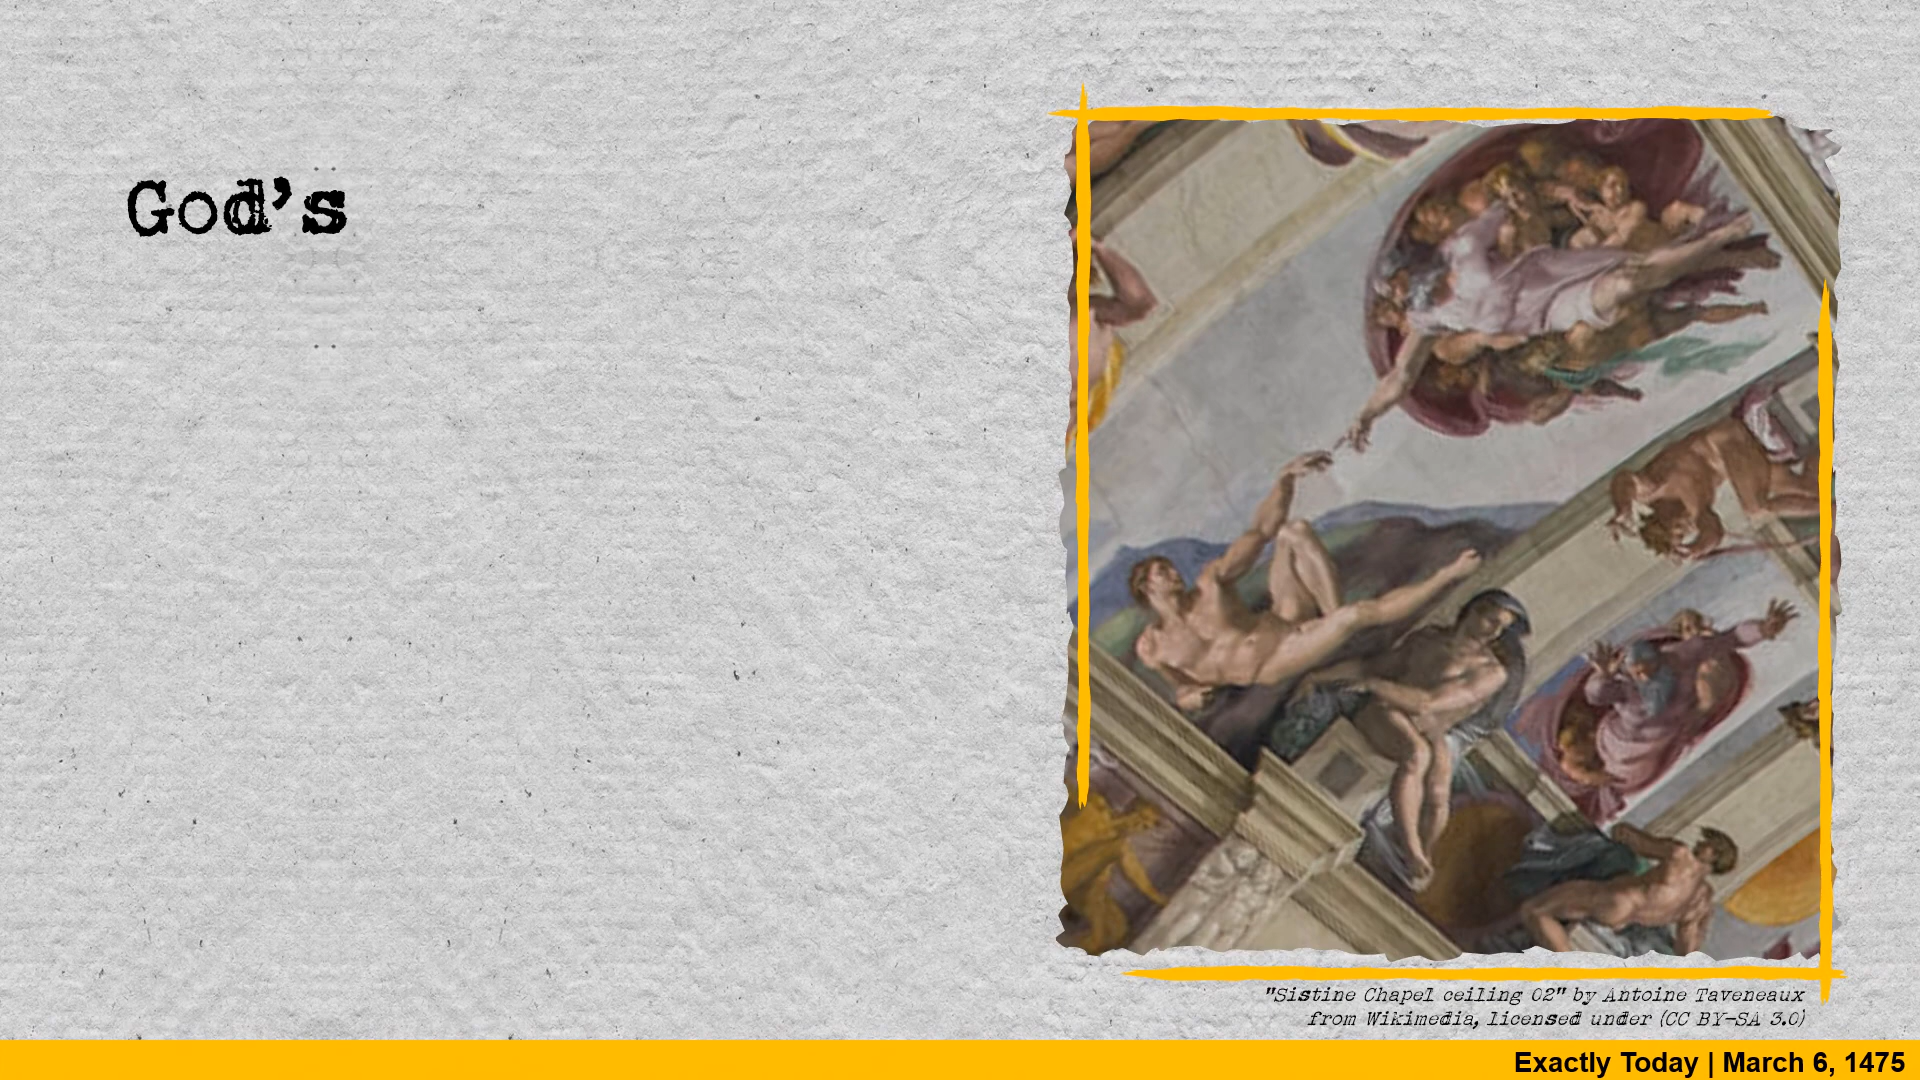 God’s
"Sistine Chapel ceiling 02" by Antoine Taveneaux
from Wikimedia, licensed under (CC BY-SA 3.0)
Exactly Today | March 6, 1475